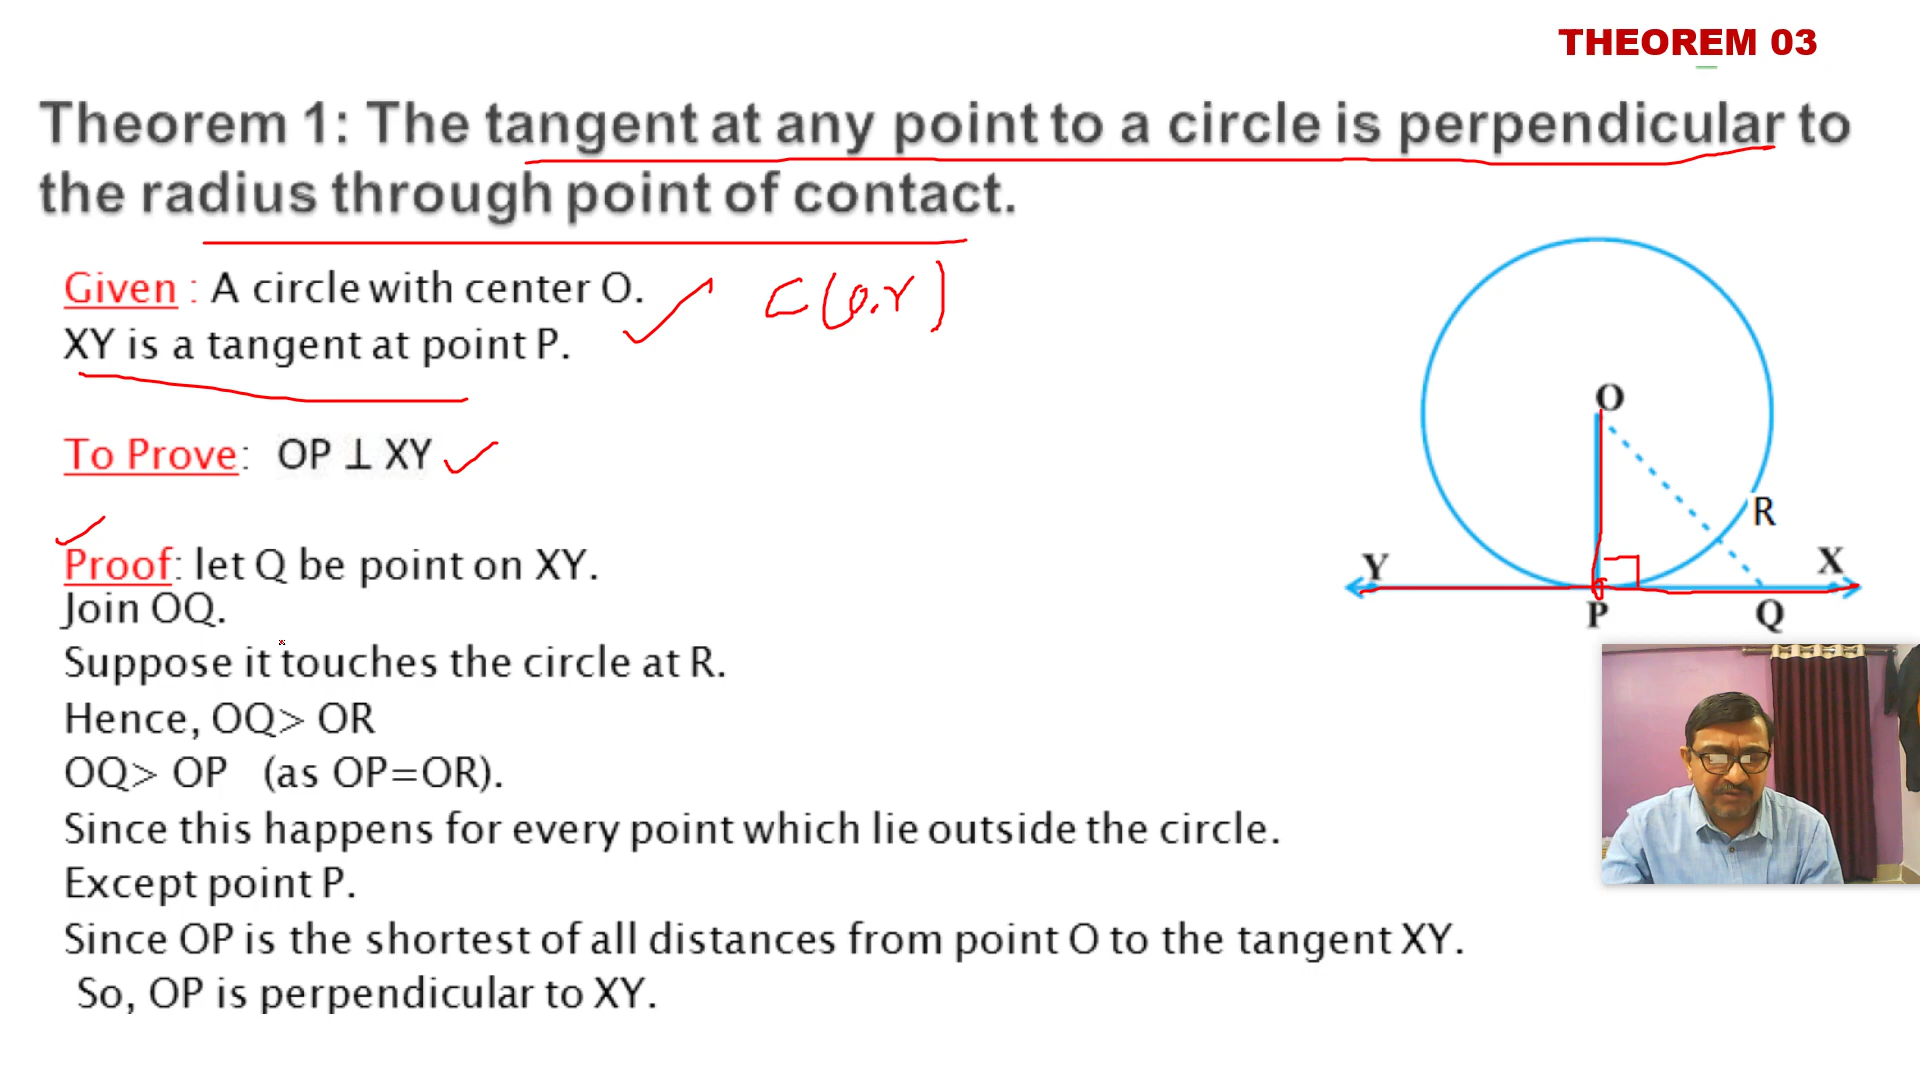 THEOREM 03
Theorem 1: The tangent at any point to a circle is perpendicular to
the radius through point of contact.
Given : A circle with center O.
C(O,r)
XY is a tangent at point P.
To Prove: OP ⊥ XY
Proof: let Q be point on XY.
Join OQ.
Suppose it touches the circle at R.
Hence, OQ> OR
OQ> OP (as OP=OR).
Since this happens for every point which lie outside the circle.
Except point P.
Since OP is the shortest of all distances from point O to the tangent XY.
So, OP is perpendicular to XY.
O
R
Y
X
P
Q